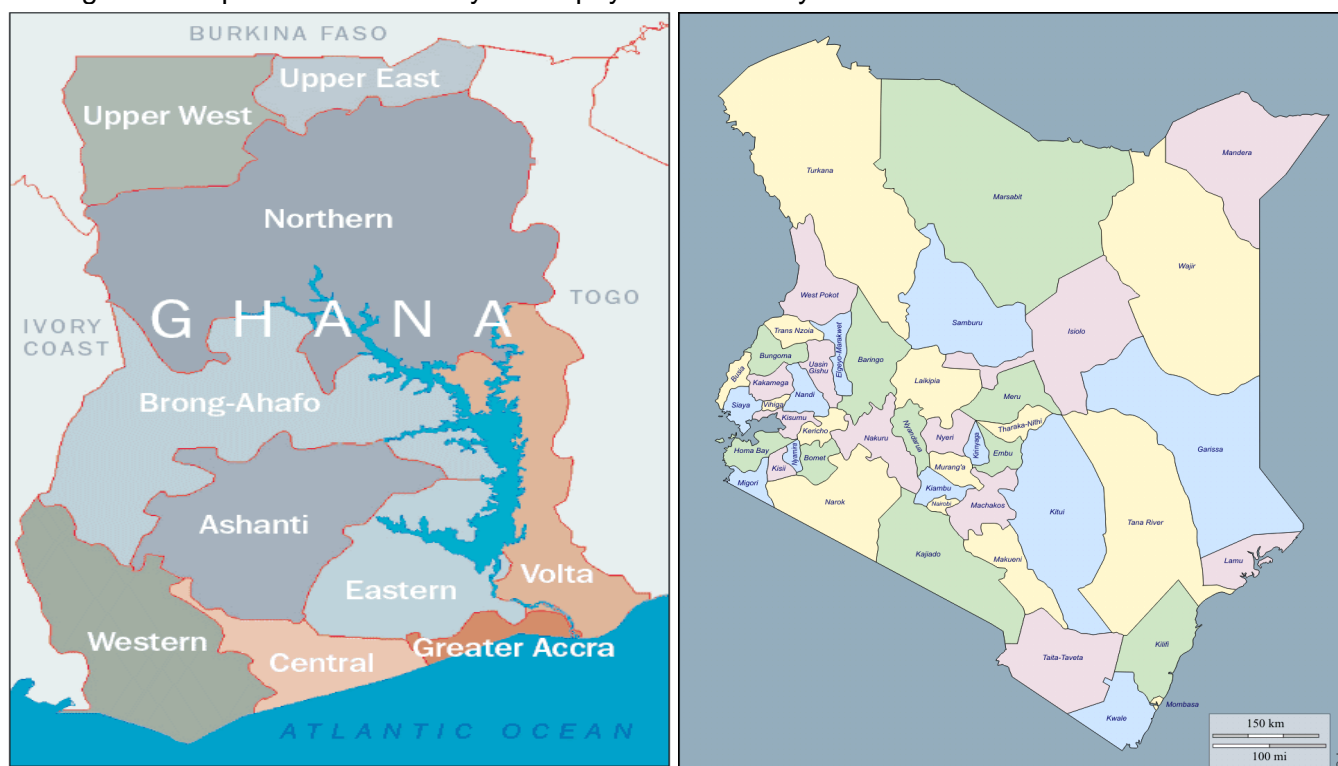 BURKINA FASO
Upper East
Upper West
Northern
GHANA
TOGO
IVORY
COAST
Brong-Ahafo
Ashanti
Eastern
Volta
Western
Central
Greater Accra
ATLANTIC OCEAN
Mandera
Turkana
Marsabit
Wajir
West Pokot
Samburu
Isiolo
Trans Nzoia
Elgeyo-Marakwet
Bungoma
Uasin
Gishu
Baringo
Busia
Kakamega
Laikipia
Nandi
Meru
Siaya
Vihiga
Kisumu
Tharaka-Nithi
Kericho
Nyandarua
Nyeri
Kirinyaga
Garissa
Nakuru
Homa Bay
Nyamira
Bomet
Embu
Kisii
Murang'a
Migori
Kiambu
Narok
Nairobi
Machakos
Kitui
Tana River
Kajiado
Makueni
Lamu
Kilifi
Taita-Taveta
Mombasa
Kwale
150 km
100 mi